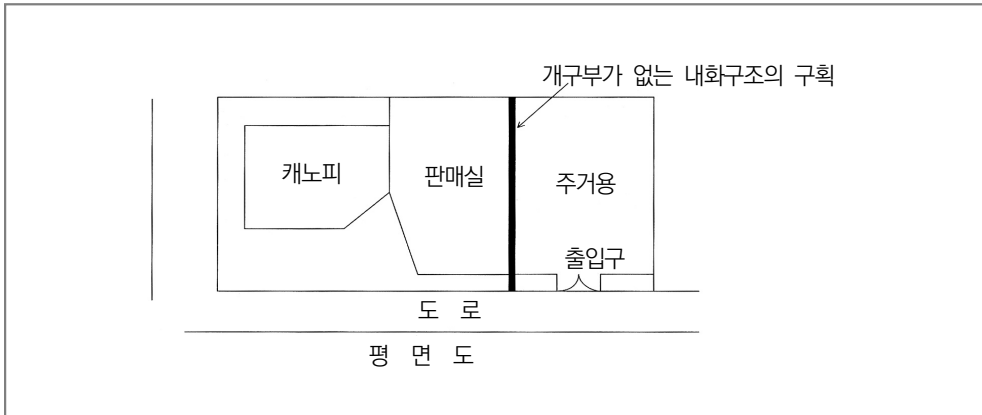 개구부가 없는 내화구조의 구획
캐노피
판매실
주거용
출입구
도 로
평 면 도